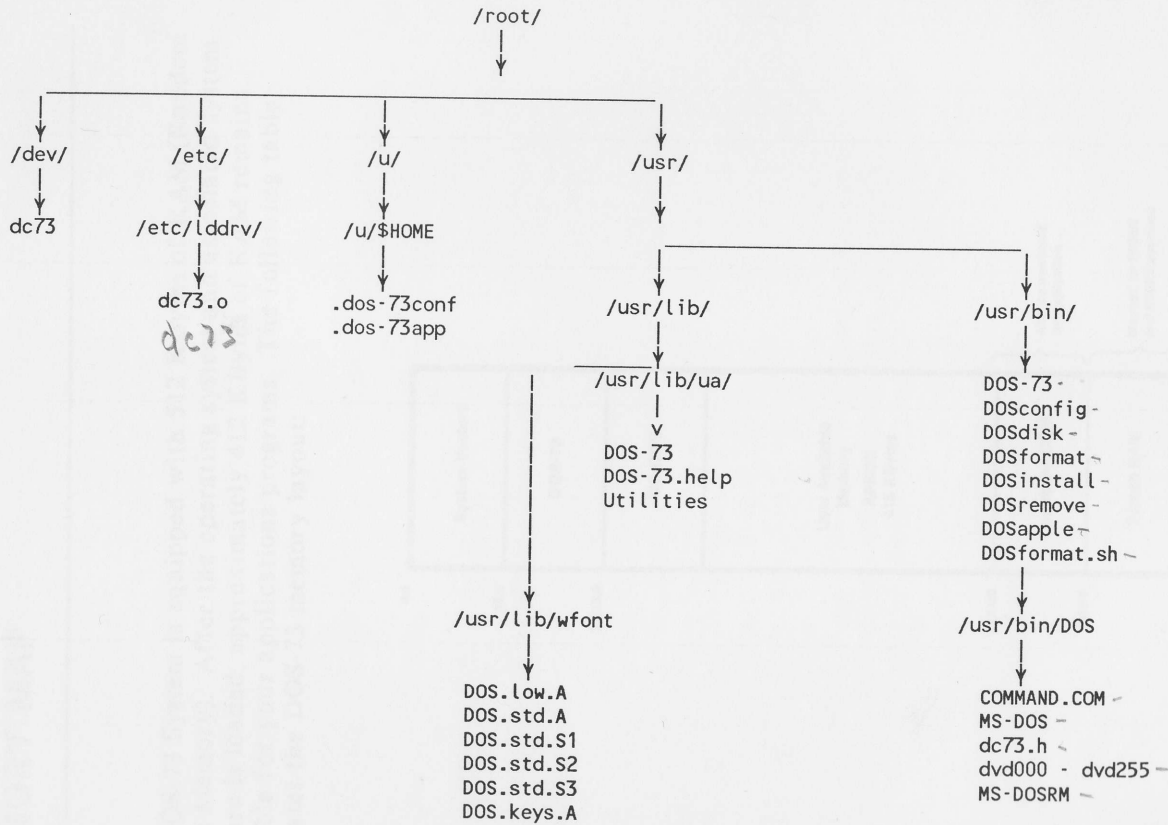 /root/
/dev/
/etc/
/u/
/usr/
dc73
/etc/lddrv/
/u/$HOME
dc73.o
dc73
.dos-73conf
.dos-73app
/usr/lib/
/usr/bin/
/usr/lib/ua/
DOS-73
DOS-73.help
Utilities
DOS-73
DOSconfig
DOSdisk
DOSformat
DOSinstall
DOSremove
DOSapple
DOSformat.sh
/usr/lib/wfont
/usr/bin/DOS
DOS.low.A
DOS.std.A
DOS.std.S1
DOS.std.S2
DOS.std.S3
DOS.keys.A
COMMAND.COM
MS-DOS
dc73.h
dvd000 - dvd255
MS-DOSRM